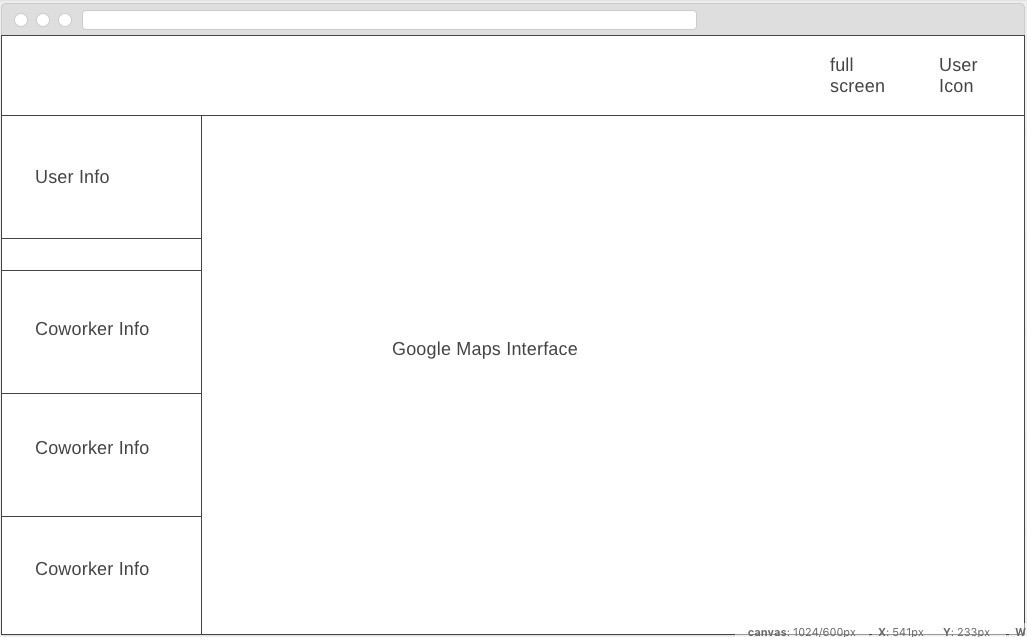 full
screen
User
Icon
User Info
Coworker Info
Google Maps Interface
Coworker Info
Coworker Info
canvas: 1024/600px X: 541px Y: 233px W